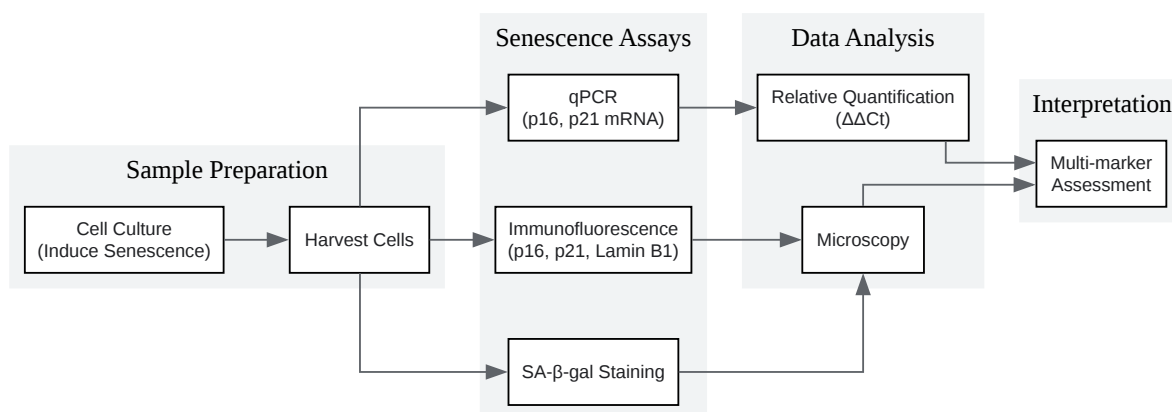 Senescence Assays
Data Analysis
qPCR
(p16, p21 mRNA)
Relative Quantification
(ΔΔCt)
Interpretation
Multi-marker
Assessment
Sample Preparation
Cell Culture
(Induce Senescence)
Harvest Cells
Immunofluorescence
(p16, p21, Lamin B1)
Microscopy
SA-β-gal Staining